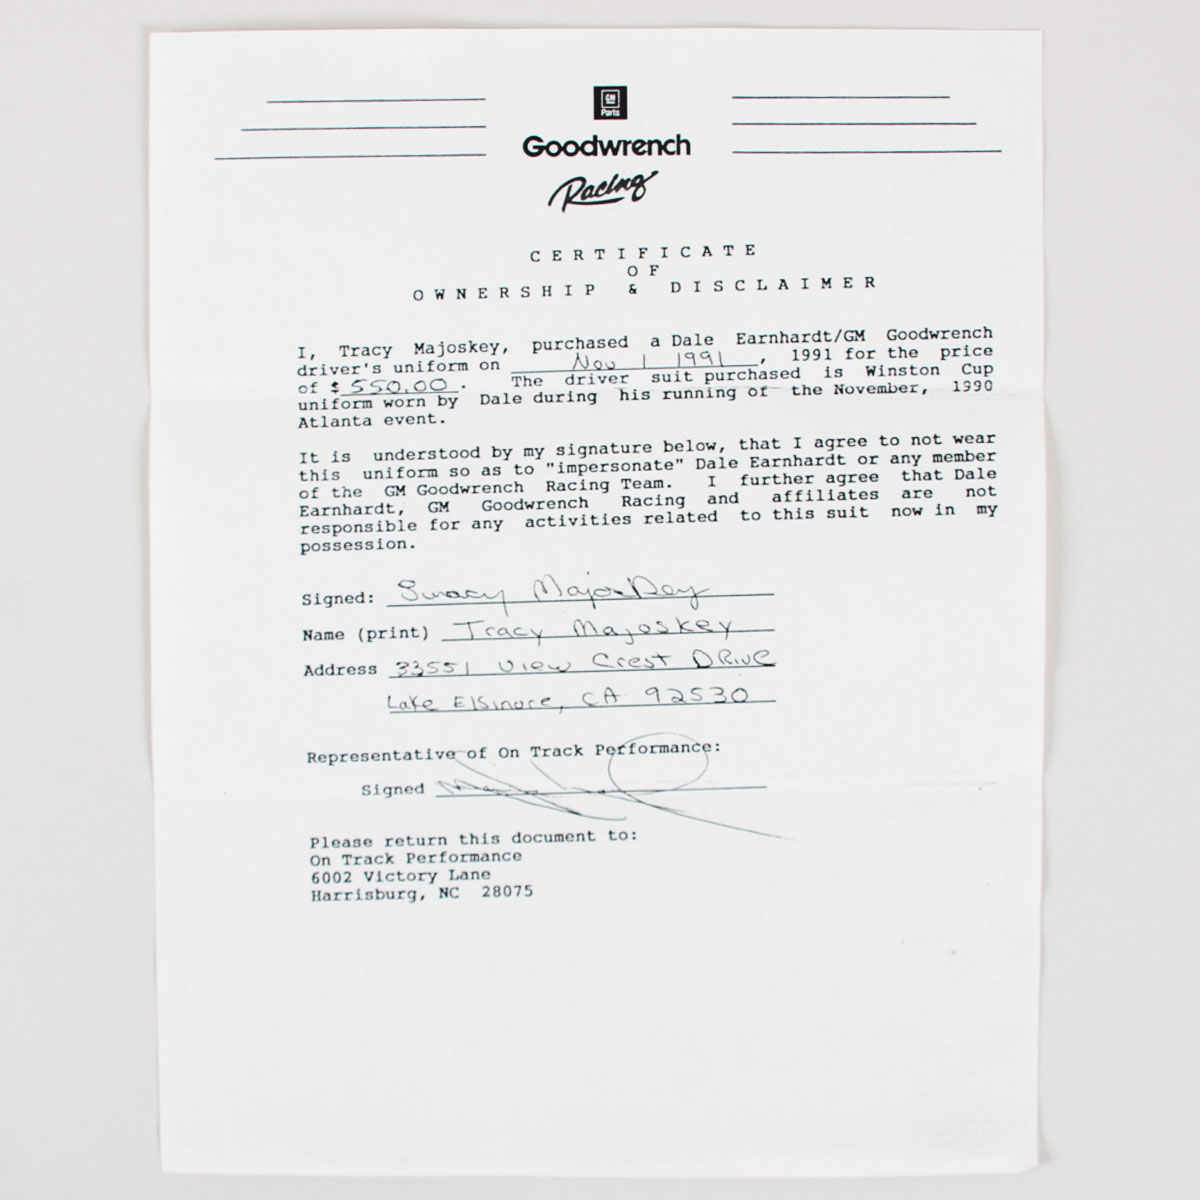 GM
Parts
Goodwrench
Racing
CERTIFICATE
OF
OWNERSHIP & DISCLAIMER
I, Tracy Majoskey, purchased a Dale Earnhardt/GM Goodwrench
driver's uniform on Nov 1 1991, 1991 for the price
of $550.00. The driver suit purchased is Winston Cup
uniform worn by Dale during his running of the November, 1990
Atlanta event.
It is understood by my signature below, that I agree to not wear
this uniform so as to "impersonate" Dale Earnhardt or any member
of the GM Goodwrench Racing Team. I further agree that Dale
Earnhardt, GM Goodwrench Racing and affiliates are not
responsible for any activities related to this suit now in my
possession.
Signed: Tracy Majoskey
Name (print) Tracy Majoskey
Address 33551 View Crest Drive
Lake Elsinore, CA 92530
Representative of On Track Performance:
Signed
Please return this document to:
On Track Performance
6002 Victory Lane
Harrisburg, NC 28075